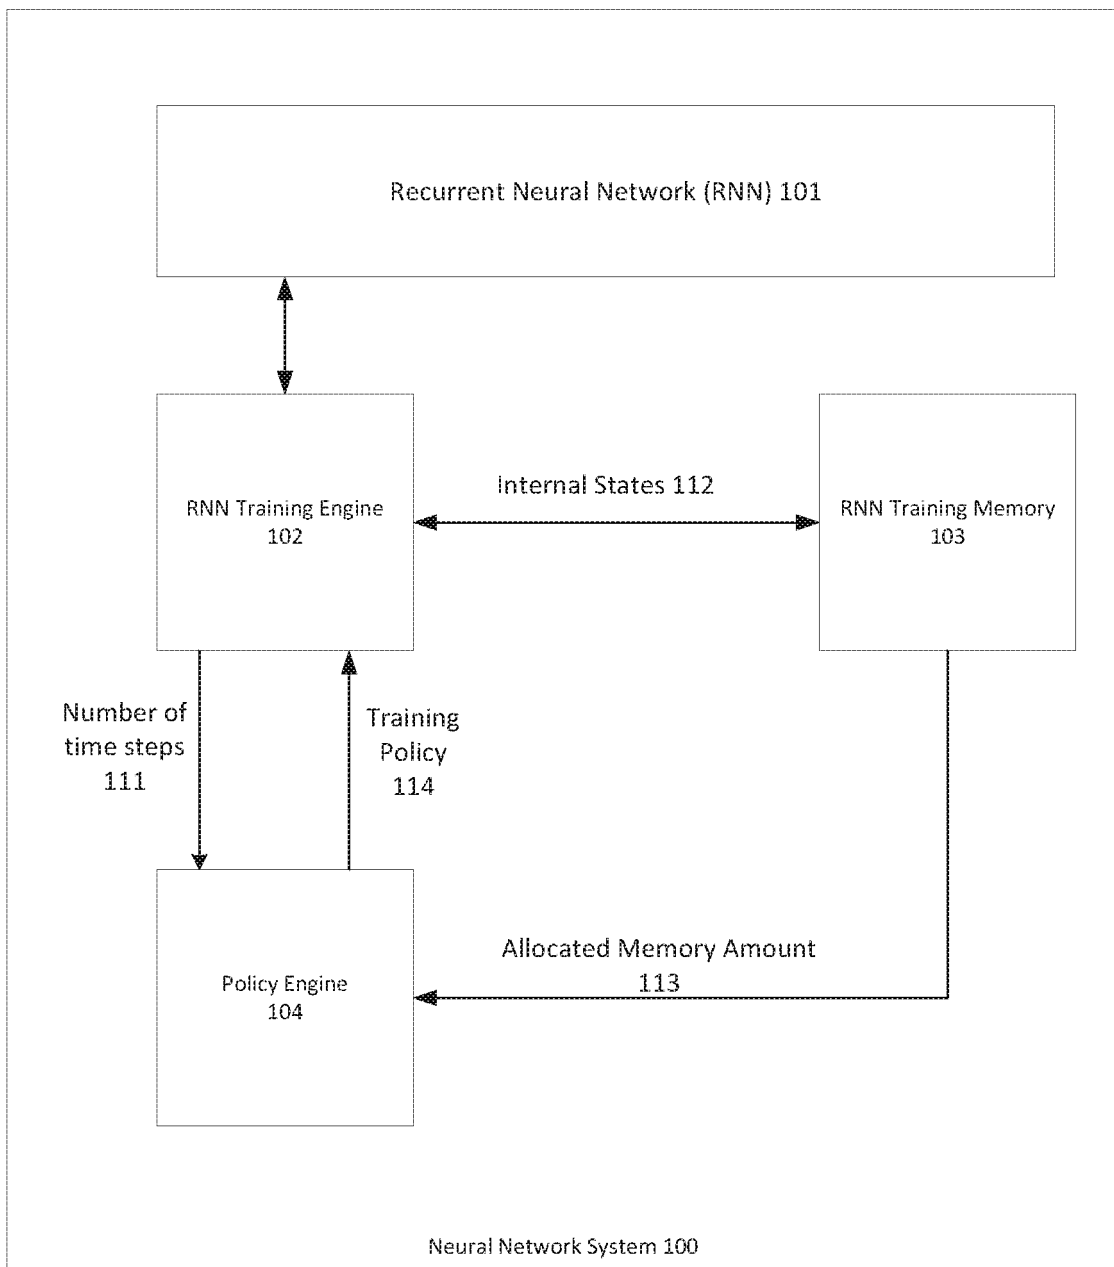 Recurrent Neural Network (RNN) 101
RNN Training Engine
102
Internal States 112
RNN Training Memory
103
Number of
time steps
111
Training
Policy
114
Policy Engine
104
Allocated Memory Amount
113
Neural Network System 100